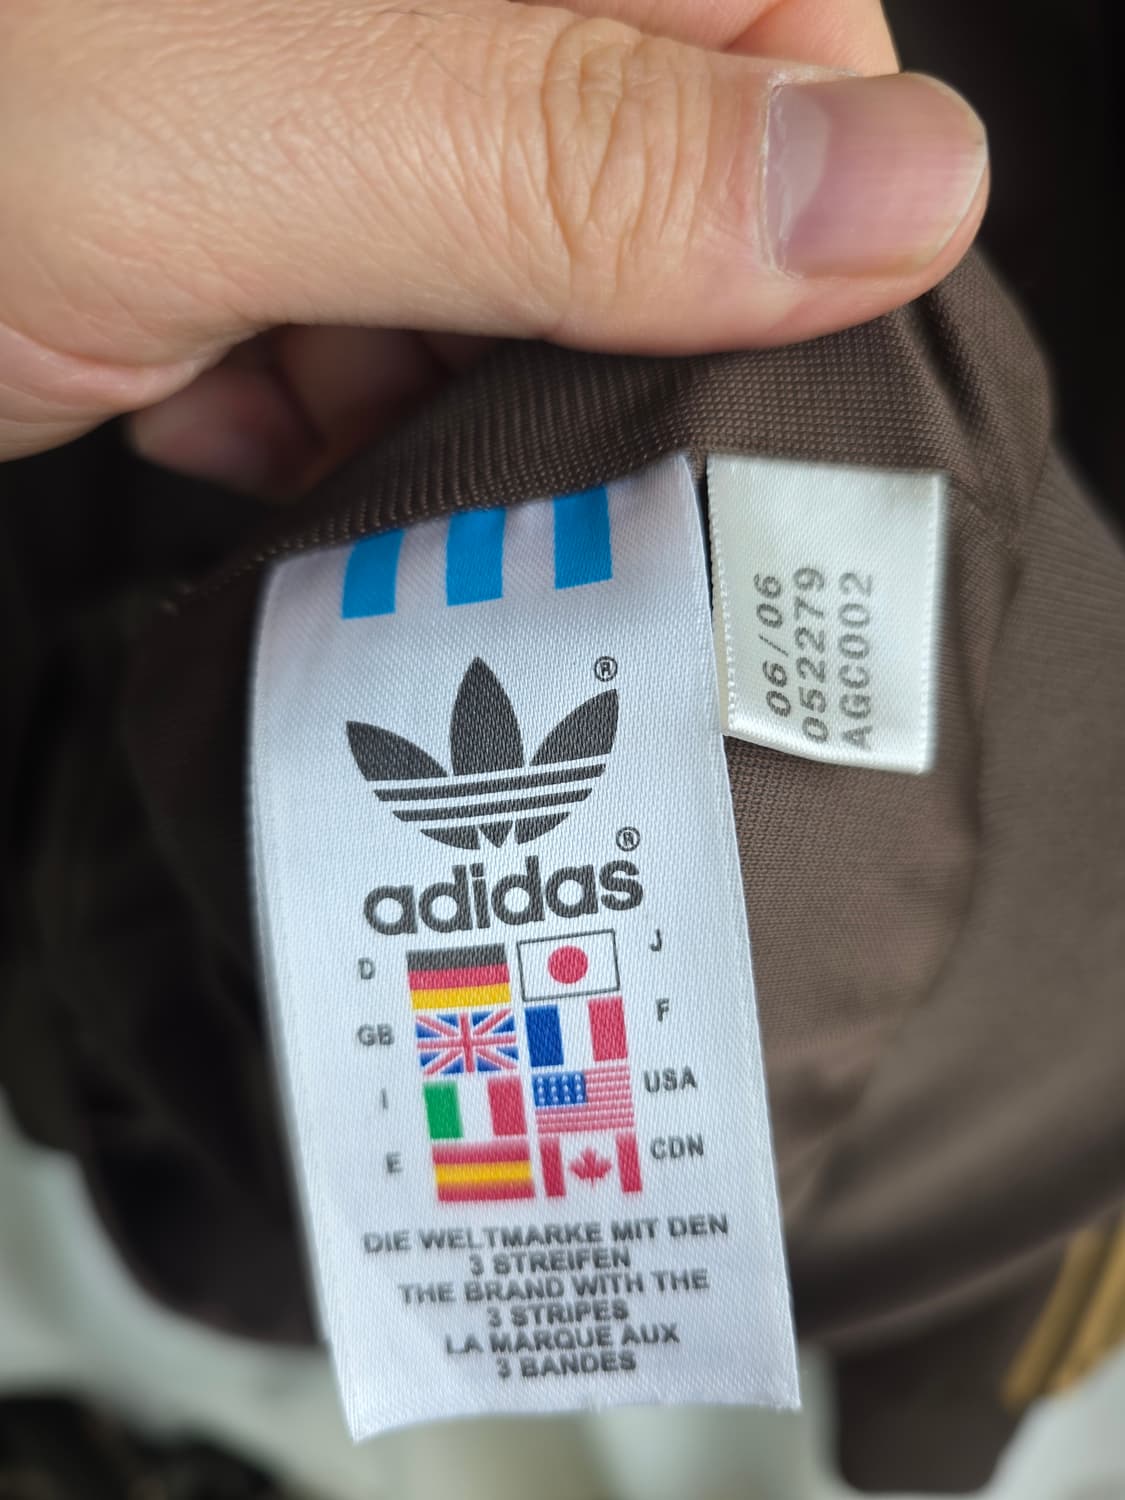 ®
adidas®
D
J
GB
F
I
USA
E
CDN
DIE WELTMARKE MIT DEN
3 STREIFEN
THE BRAND WITH THE
3 STRIPES
LA MARQUE AUX
3 BANDES
06/06
052279
AGC002